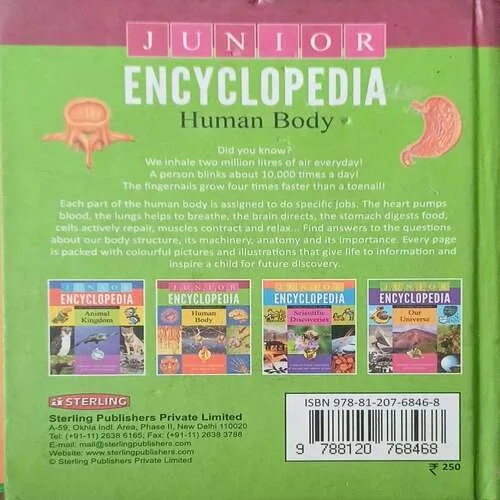 JUNIOR
ENCYCLOPEDIA
Human Body
Did you know?
We inhale two million litres of air everyday!
A person blinks about 10,000 times a day!
The fingernails grow four times faster than a toenail!
Each part of the human body is assigned to do specific jobs. The heart pumps
blood, the lungs helps to breathe, the brain directs, the stomach digests food,
cells actively repair, muscles contract and relax... Find answers to the questions
about our body structure, its machinery, anatomy and its importance. Every page
is packed with colourful pictures and illustrations that give life to information and
inspire a child for future discovery.
JUNIOR
ENCYCLOPEDIA
Animal
Kingdom
JUNIOR
ENCYCLOPEDIA
Human
Body
JUNIOR
ENCYCLOPEDIA
Scientific
Discoveries
JUNIOR
ENCYCLOPEDIA
Our
Universe
STERLING
Sterling Publishers Private Limited
A-59, Okhla Indl. Area, Phase II, New Delhi 110020
Tel: (+91-11) 2638 6165; Fax: (+91-11) 2638 3788
E-mail: mail@sterlingpublishers.com
Website: www.sterlingpublishers.com
© Sterling Publishers Private Limited
ISBN 978-81-207-6846-8
9 788120 768468
₹ 250